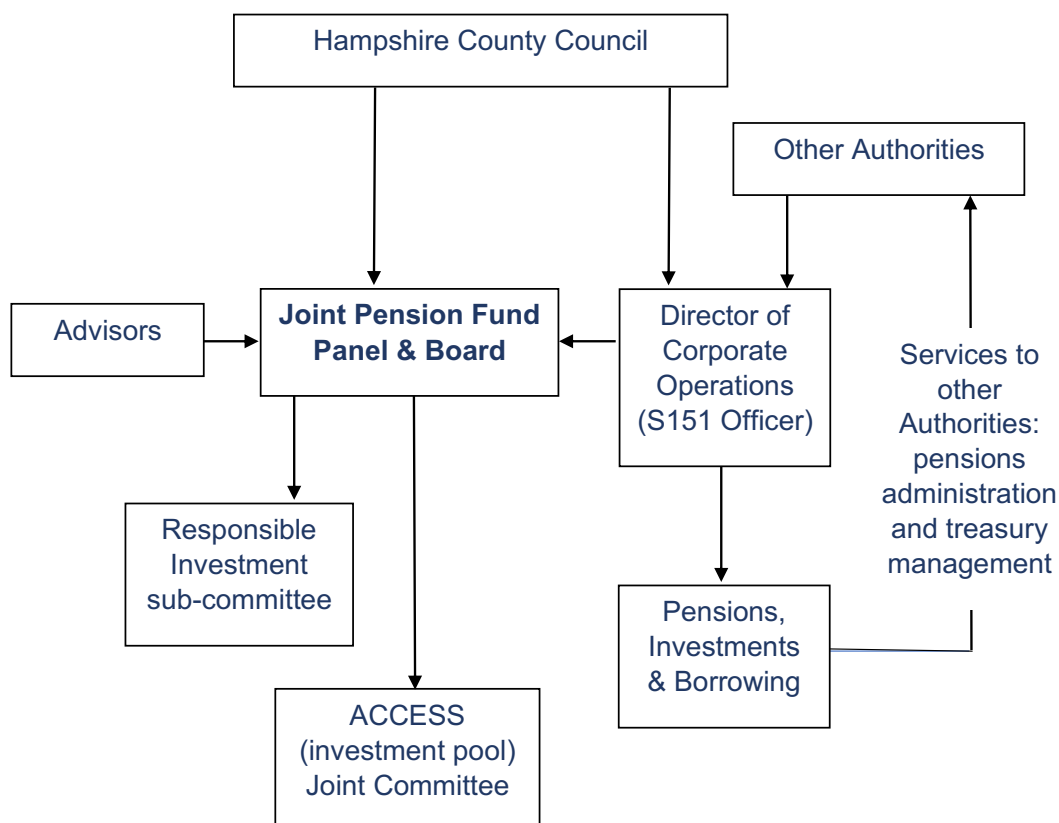 Hampshire County Council
Other Authorities
Advisors
Joint Pension Fund
Panel & Board
Director of
Corporate
Operations
(S151 Officer)
Services to
other
Authorities:
pensions
administration
and treasury
management
Responsible
Investment
sub-committee
Pensions,
Investments
& Borrowing
ACCESS
(investment pool)
Joint Committee